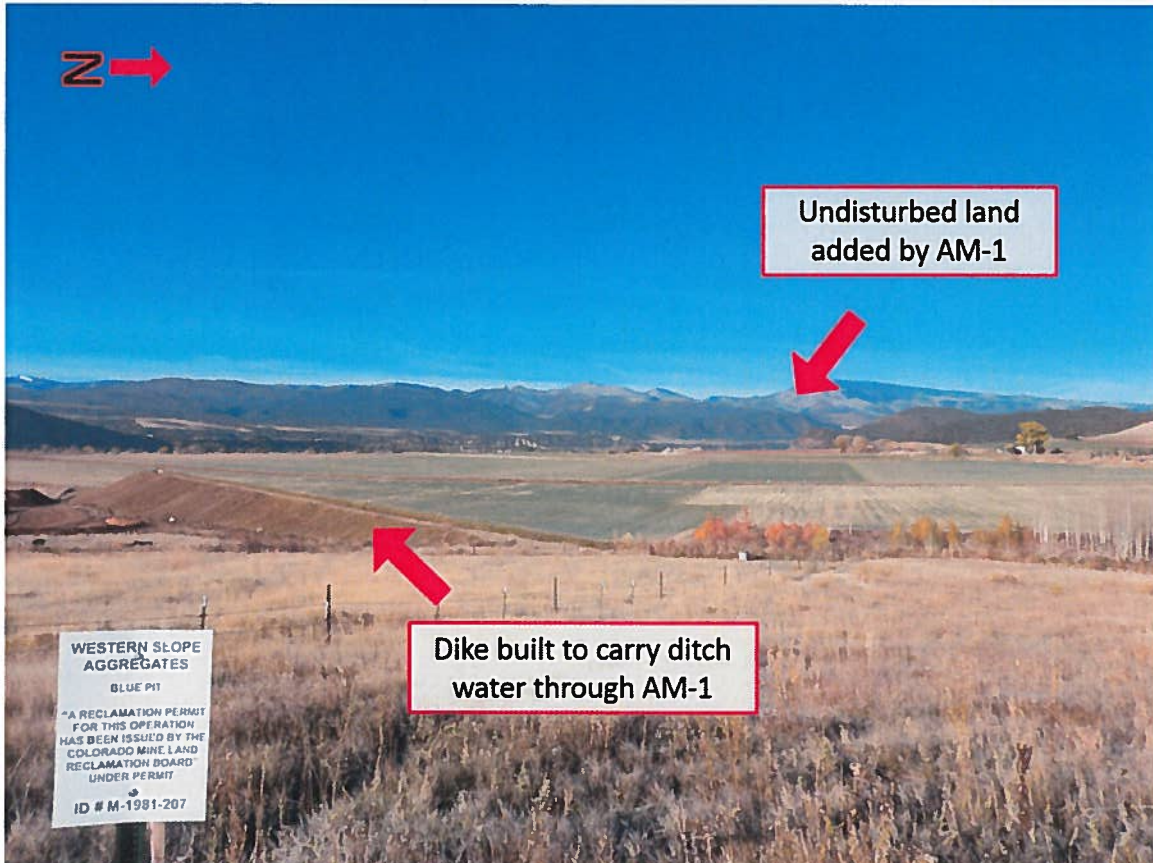 N
Undisturbed land
added by AM-1
Dike built to carry ditch
water through AM-1
WESTERN SLOPE
AGGREGATES
BLUE PIT
"A RECLAMATION PERMIT
FOR THIS OPERATION
HAS BEEN ISSUED BY THE
COLORADO MINE LAND
RECLAMATION BOARD"
UNDER PERMIT
ID # M-1981-207